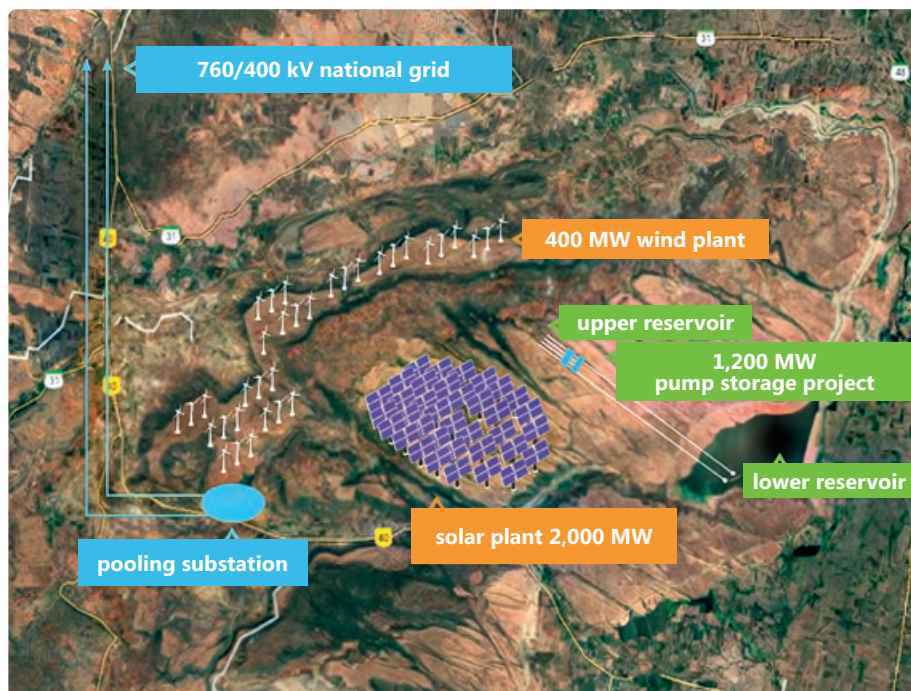 760/400 kV national grid
31
48
31
400 MW wind plant
upper reservoir
1,200 MW
pump storage project
31
40
lower reservoir
solar plant 2,000 MW
pooling substation